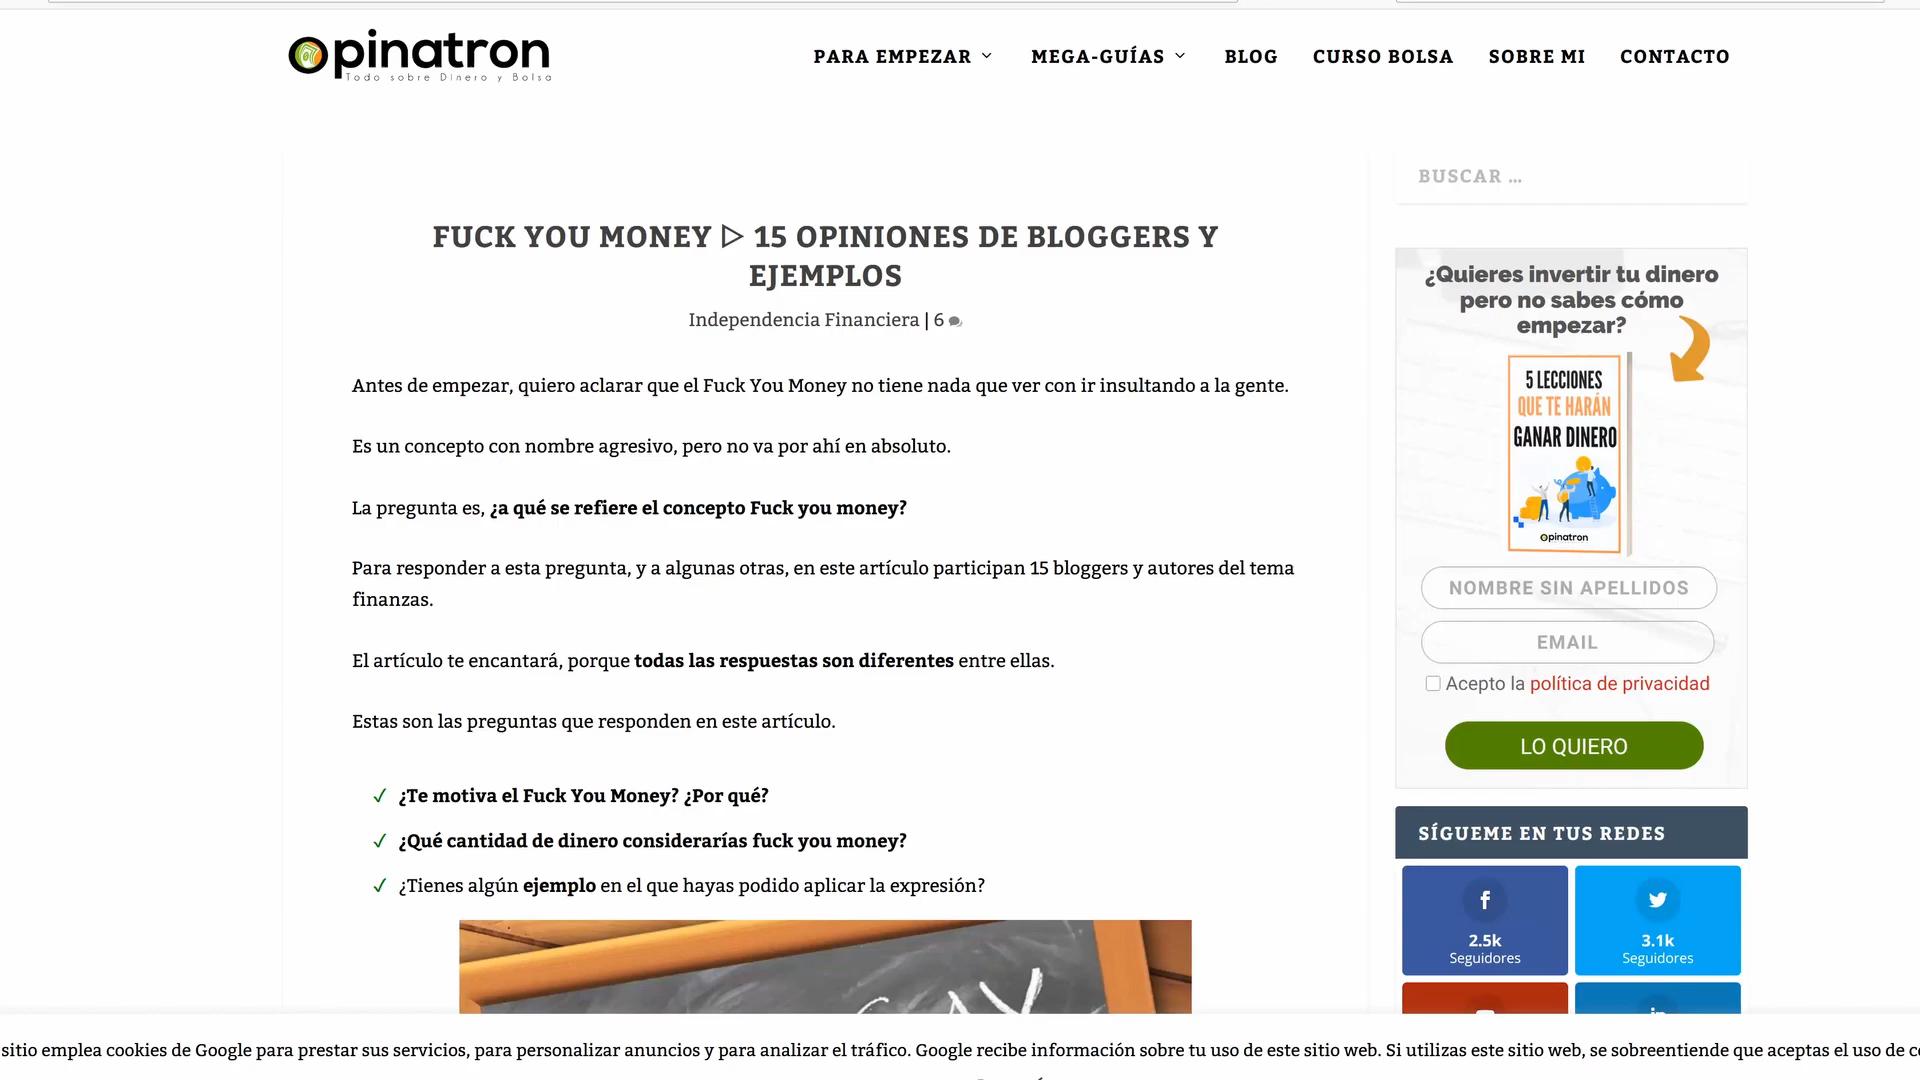 Opinatron
Todo sobre Dinero y Bolsa
PARA EMPEZAR
MEGA-GUÍAS
BLOG
CURSO BOLSA
SOBRE MI
CONTACTO
FUCK YOU MONEY ▷ 15 OPINIONES DE BLOGGERS Y
EJEMPLOS
Independencia Financiera | 6
Antes de empezar, quiero aclarar que el Fuck You Money no tiene nada que ver con ir insultando a la gente.
Es un concepto con nombre agresivo, pero no va por ahí en absoluto.
La pregunta es, ¿a qué se refiere el concepto Fuck you money?
Para responder a esta pregunta, y a algunas otras, en este artículo participan 15 bloggers y autores del tema
finanzas.
El artículo te encantará, porque todas las respuestas son diferentes entre ellas.
Estas son las preguntas que responden en este artículo.
✓ ¿Te motiva el Fuck You Money? ¿Por qué?
✓ ¿Qué cantidad de dinero considerarías fuck you money?
✓ ¿Tienes algún ejemplo en el que hayas podido aplicar la expresión?
BUSCAR ...
¿Quieres invertir tu dinero
pero no sabes cómo
empezar?
5 LECCIONES
QUE TE HARÁN
GANAR DINERO
Opinatron
NOMBRE SIN APELLIDOS
EMAIL
Acepto la política de privacidad
LO QUIERO
SÍGUEME EN TUS REDES
2.5k
Seguidores
3.1k
Seguidores
sitio emplea cookies de Google para prestar sus servicios, para personalizar anuncios y para analizar el tráfico. Google recibe información sobre tu uso de este sitio web. Si utilizas este sitio web, se sobreentiende que aceptas el uso de